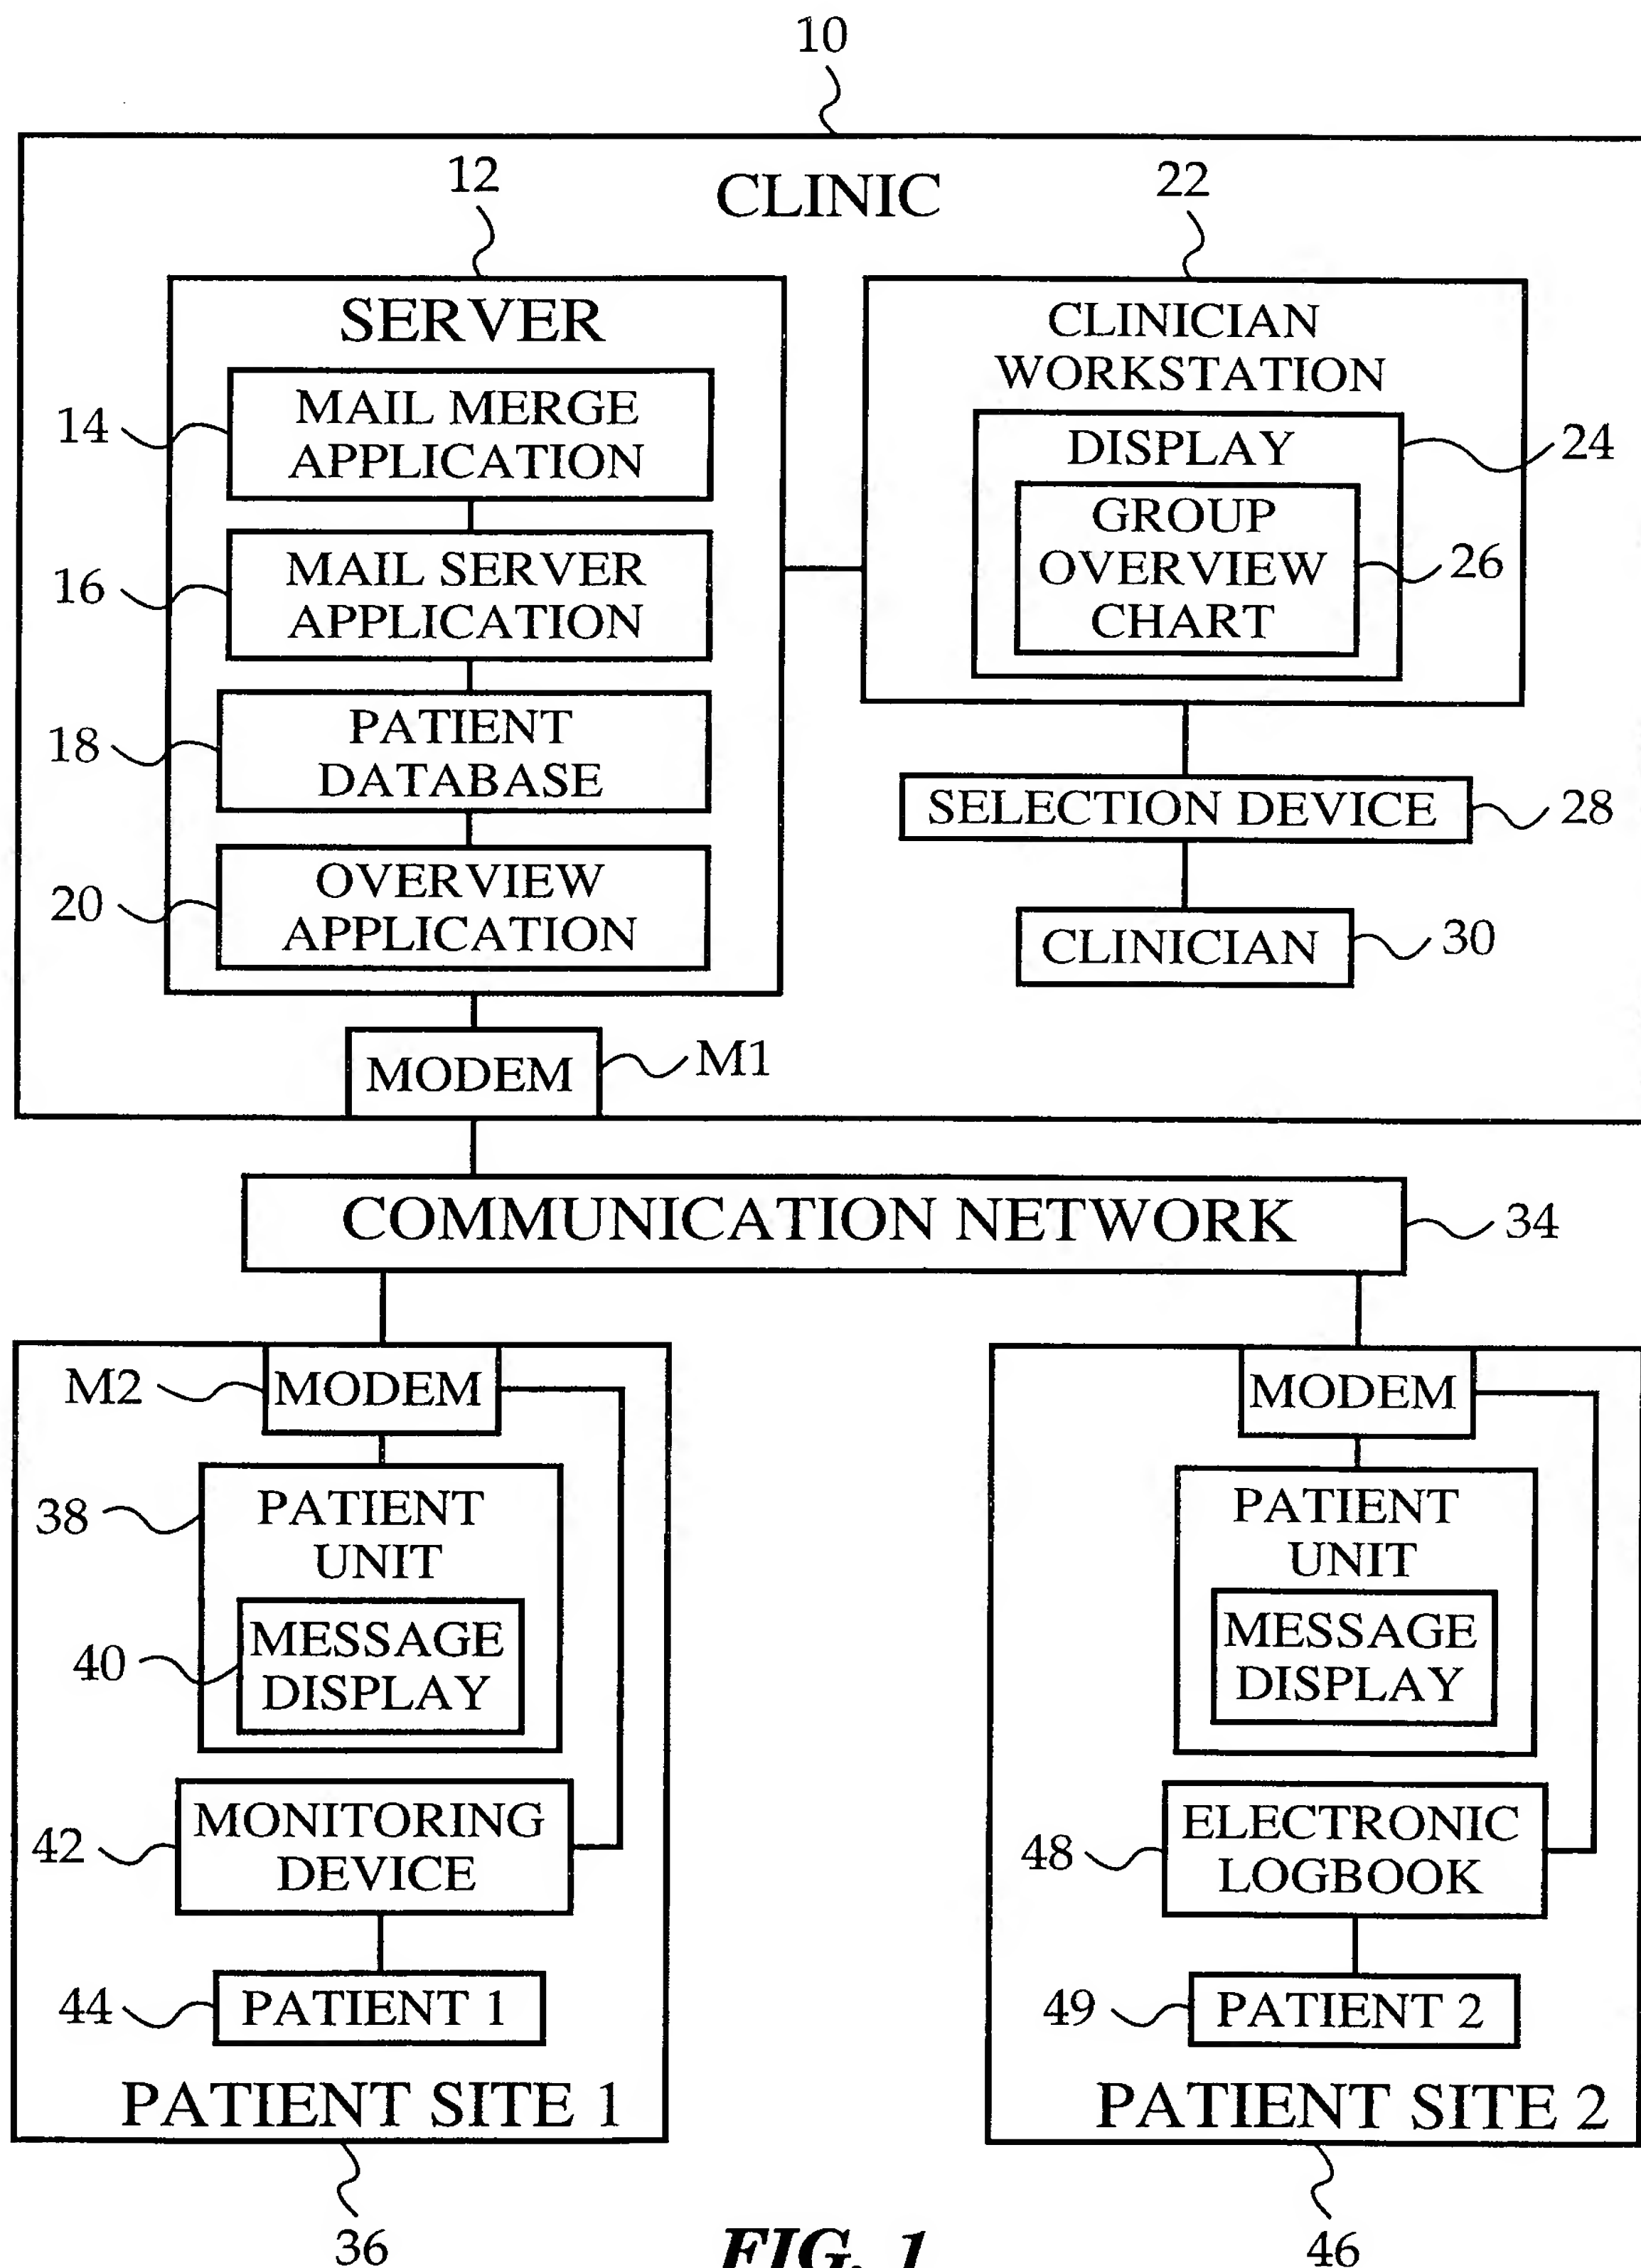 10
CLINIC
12
22
SERVER
MAIL MERGE
APPLICATION
14
MAIL SERVER
APPLICATION
16
PATIENT
DATABASE
18
OVERVIEW
APPLICATION
20
CLINICIAN
WORKSTATION
DISPLAY
24
GROUP
OVERVIEW
CHART
26
SELECTION DEVICE
28
CLINICIAN
30
MODEM
M1
COMMUNICATION NETWORK
34
M2
MODEM
38
PATIENT
UNIT
40
MESSAGE
DISPLAY
42
MONITORING
DEVICE
44
PATIENT 1
PATIENT SITE 1
36
MODEM
PATIENT
UNIT
MESSAGE
DISPLAY
48
ELECTRONIC
LOGBOOK
49
PATIENT 2
PATIENT SITE 2
46
FIG. 1